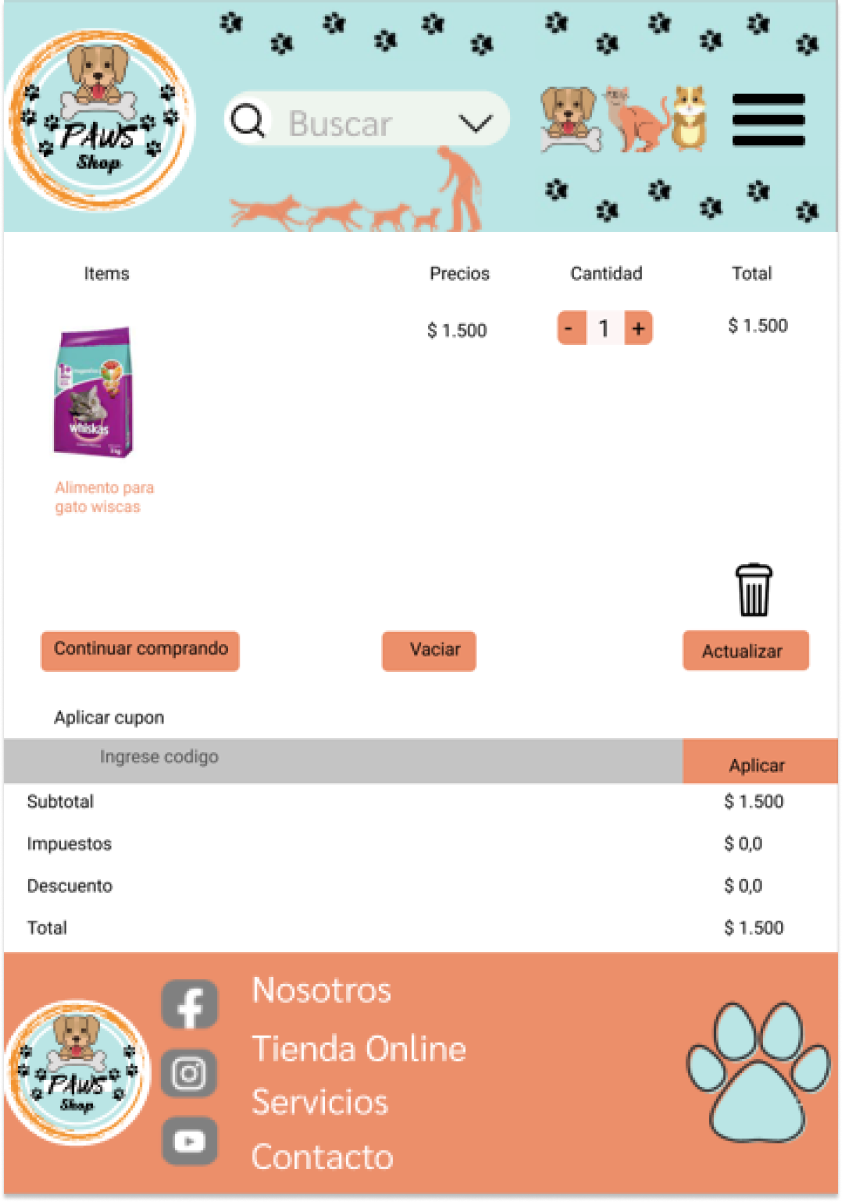 PAWS
Shop
Buscar
Items
Precios
Cantidad
Total
$ 1.500
- 1 +
$ 1.500
1+
whiskas
Alimento para
gato wiscas
Continuar comprando
Vaciar
Actualizar
Aplicar cupon
Ingrese codigo
Aplicar
Subtotal
$ 1.500
Impuestos
$ 0,0
Descuento
$ 0,0
Total
$ 1.500
PAWS
Shop
Nosotros
Tienda Online
Servicios
Contacto